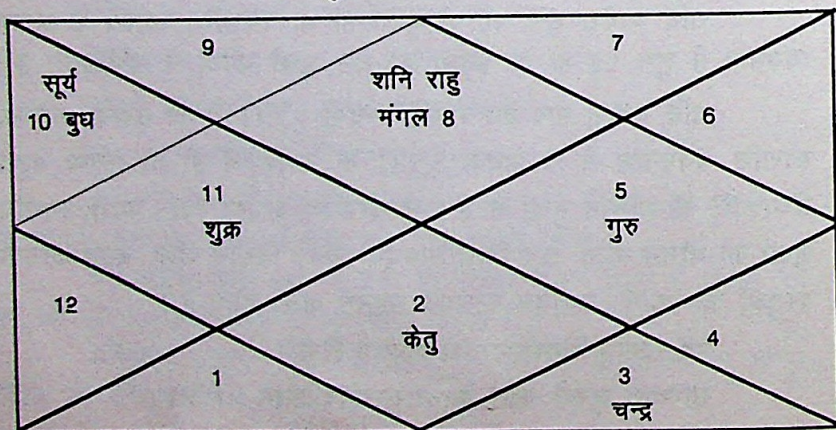 9
7
सूर्य
10 बुध
शनि राहु
मंगल 8
6
11
शुक्र
5
गुरु
12
2
केतु
4
1
3
चन्द्र